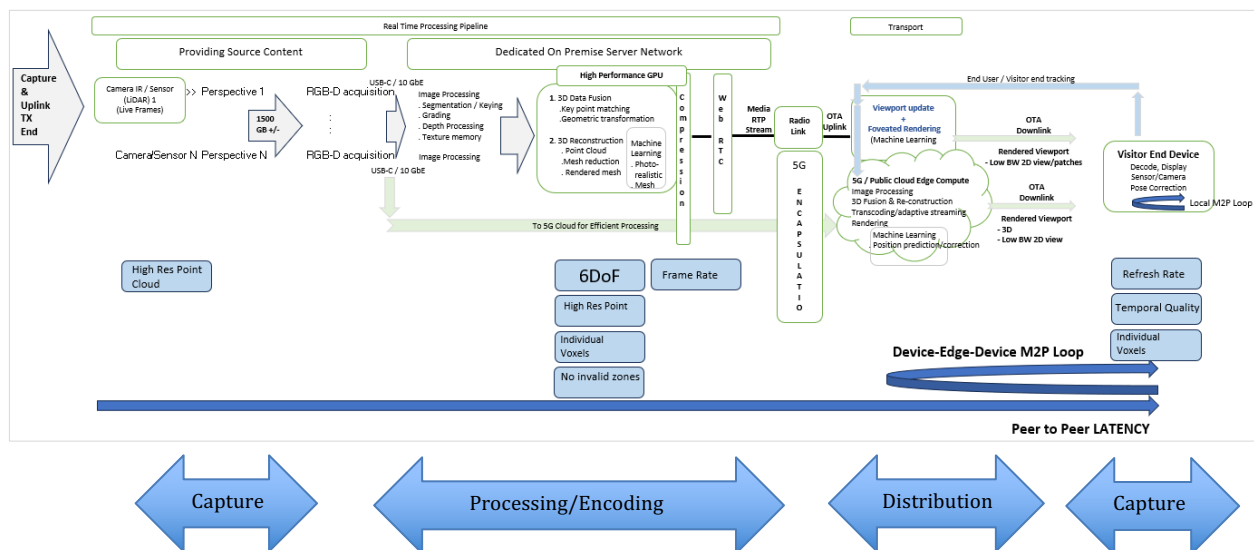 Real Time Processing Pipeline
Transport
Providing Source Content
Dedicated On Premise Server Network
Capture
&
Uplink
TX
End
Camera IR / Sensor
(LiDAR) 1
(Live Frames)
>> Perspective 1
Camera/Sensor N Perspective N
1500
GB +/-
RGB-D acquisition
:
:
RGB-D acquisition
USB-C / 10 GbE
USB-C / 10 GbE
Image Processing
. Segmentation / Keying
. Grading
. Depth Processing
. Texture memory
Image Processing
High Performance GPU
1. 3D Data Fusion
. Key point matching
.Geometric transformation
2. 3D Reconstruction
. Point Cloud
.Mesh reduction
. Rendered mesh
Machine
Learning
. Photo-
realistic
. Mesh
Compression
Web RTC
Media
RTP
Stream
Radio
Link
5G
ENCAPSULATIO
OTA
Uplink
End User / Visitor end tracking
Viewport update
+
Foveated Rendering
(Machine Learning
OTA
Downlink
Rendered Viewport
- Low BW 2D view/patches
5G / Public Cloud Edge Compute
Image Processing
3D Fusion & Re-construction
Transcoding/adaptive streaming
Rendering
Machine Learning
. Position prediction/correction
OTA
Downlink
Rendered Viewport
- 3D
- Low BW 2D view
Visitor End Device
Decode, Display
Sensor/Camera
Pose Correction
Local M2P Loop
To 5G Cloud for Efficient Processing
High Res Point
Cloud
6DoF
Frame Rate
High Res Point
Individual
Voxels
No invalid zones
Refresh Rate
Temporal Quality
Individual
Voxels
Device-Edge-Device M2P Loop
Peer to Peer LATENCY
Capture
Processing/Encoding
Distribution
Capture